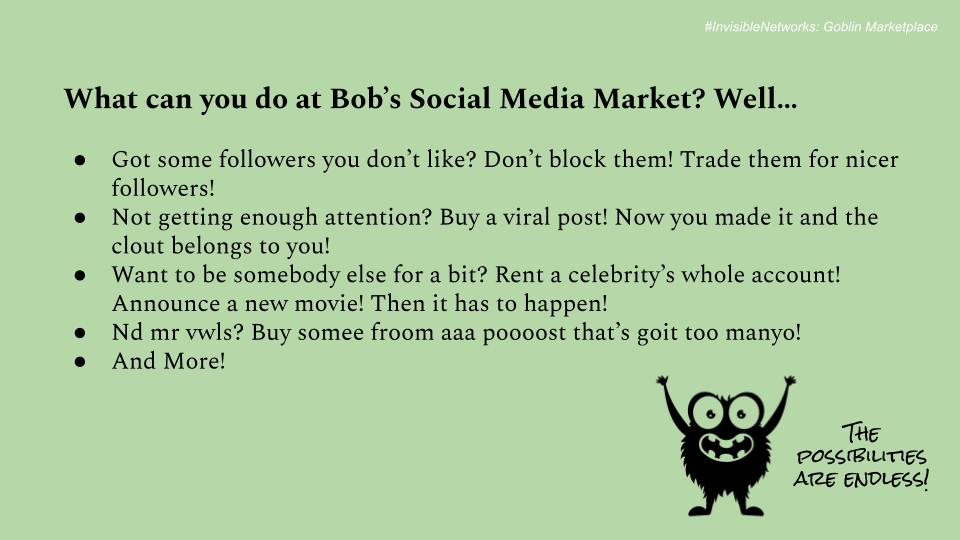 #InvisibleNetworks: Goblin Marketplace
What can you do at Bob's Social Media Market? Well...
● Got some followers you don't like? Don't block them! Trade them for nicer
followers!
● Not getting enough attention? Buy a viral post! Now you made it and the
clout belongs to you!
● Want to be somebody else for a bit? Rent a celebrity's whole account!
Announce a new movie! Then it has to happen!
● Nd mr vwls? Buy somee froom aaa poooost that's goit too manyo!
● And More!
The
possibilities
are endless!